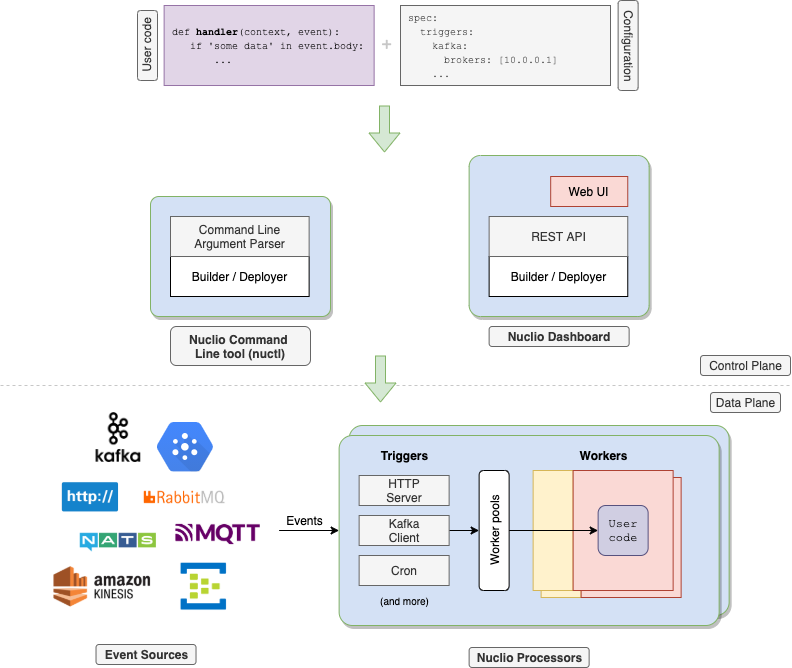 User code
def handler(context, event):
if 'some data' in event.body:
...
+
spec:
triggers:
kafka:
brokers: [10.0.0.1]
...
Configuration
Command Line
Argument Parser
Builder / Deployer
Nuclio Command
Line tool (nuctl)
Web UI
REST API
Builder / Deployer
Nuclio Dashboard
Control Plane
Data Plane
kafka
http://
RabbitMQ
NATS
MQTT
amazon
KINESIS
Event Sources
Events
Triggers
HTTP
Server
Kafka
Client
Cron
(and more)
Worker pools
Workers
User
code
Nuclio Processors